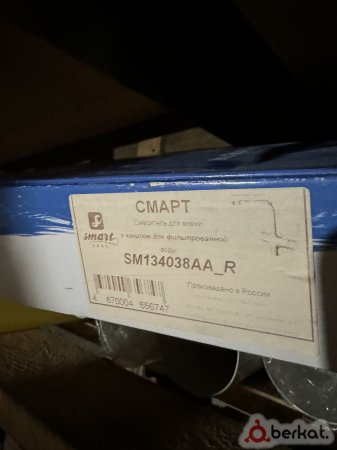 СМАРТ
Смеситель для мойки
с каналом для фильтрованной
воды
smart
SM134038AA_R
Произведено в России
4 670004 656747
berkat.